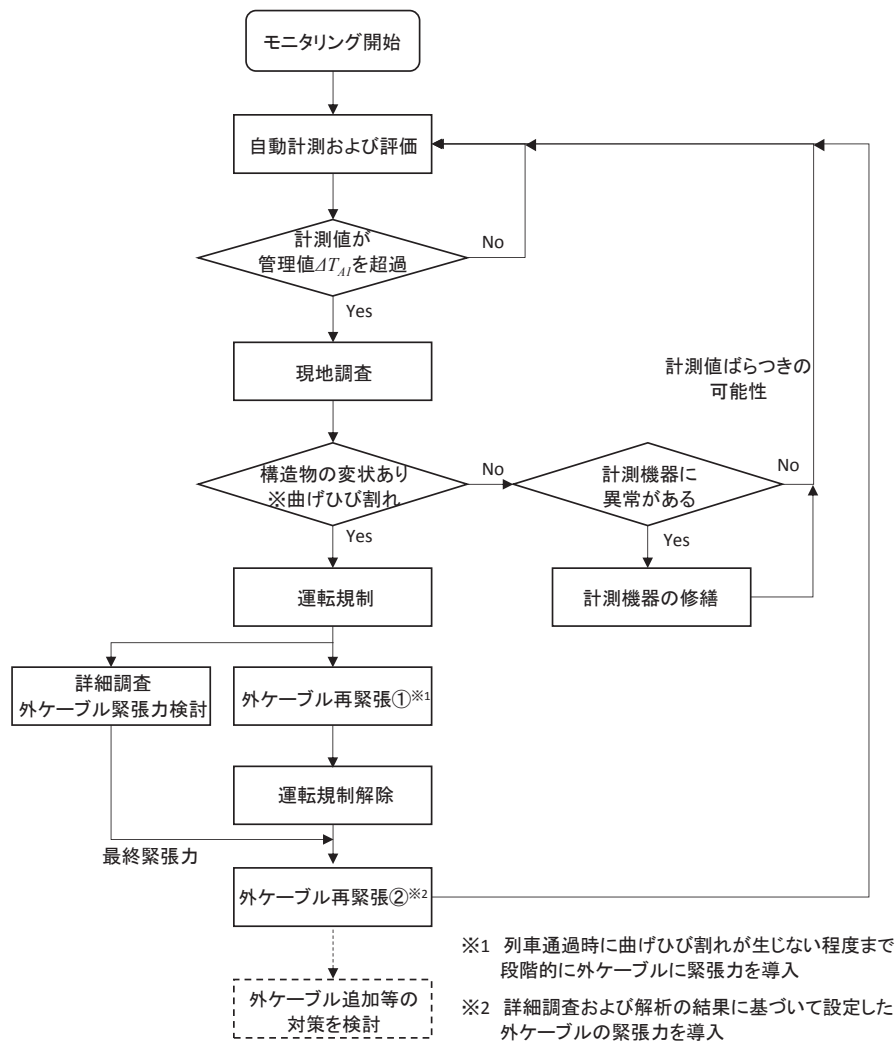 モニタリング開始
自動計測および評価
計測値が
管理値ΔT_{A1}を超過
No
Yes
現地調査
計測値ばらつきの
可能性
構造物の変状あり
※曲げひび割れ
No
計測機器に
異常がある
No
Yes
Yes
運転規制
計測機器の修繕
詳細調査
外ケーブル緊張力検討
外ケーブル再緊張①※1
運転規制解除
最終緊張力
外ケーブル再緊張②※2
外ケーブル追加等の
対策を検討
※1 列車通過時に曲げひび割れが生じない程度まで
段階的に外ケーブルに緊張力を導入
※2 詳細調査および解析の結果に基づいて設定した
外ケーブルの緊張力を導入